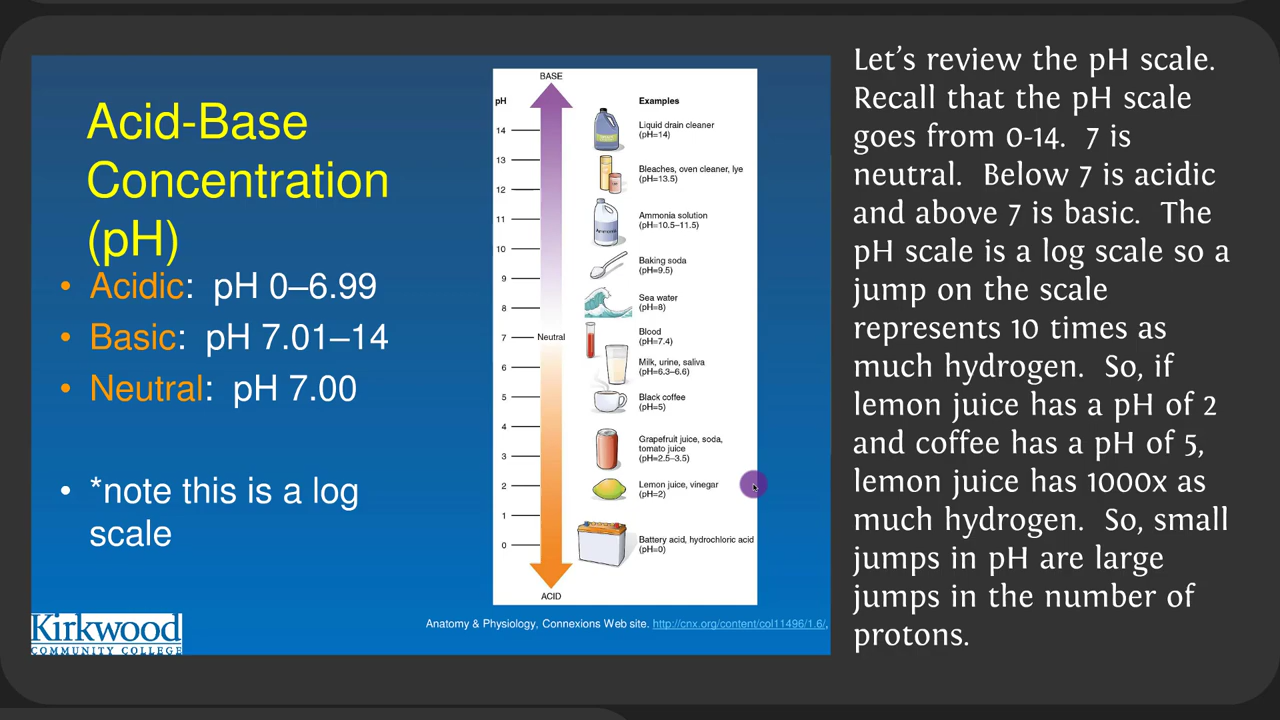 Acid-Base
Concentration
(pH)
• Acidic: pH 0–6.99
• Basic: pH 7.01–14
• Neutral: pH 7.00
• *note this is a log
scale
Kirkwood
COMMUNITY COLLEGE
BASE
pH
Examples
14
Liquid drain cleaner
(pH=14)
13
Bleaches, oven cleaner, lye
(pH=13.5)
12
11
Ammonia
Ammonia solution
(pH=10.5–11.5)
10
9
Baking soda
(pH=9.5)
8
Sea water
(pH=8)
7
Neutral
Blood
(pH=7.4)
6
Milk, urine, saliva
(pH=6.3–6.6)
5
Black coffee
(pH=5)
4
3
Grapefruit juice, soda,
tomato juice
(pH=2.5–3.5)
2
Lemon juice, vinegar
(pH=2)
1
0
Battery acid, hydrochloric acid
(pH=0)
ACID
Anatomy & Physiology, Connexions Web site. http://cnx.org/content/col11496/1.6/,
Let's review the pH scale.
Recall that the pH scale
goes from 0-14. 7 is
neutral. Below 7 is acidic
and above 7 is basic. The
pH scale is a log scale so a
jump on the scale
represents 10 times as
much hydrogen. So, if
lemon juice has a pH of 2
and coffee has a pH of 5,
lemon juice has 1000x as
much hydrogen. So, small
jumps in pH are large
jumps in the number of
protons.